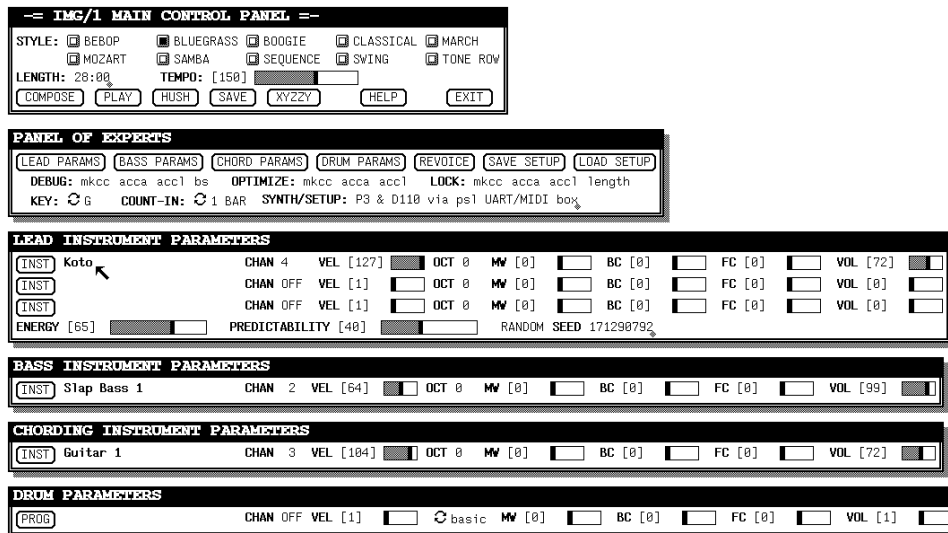 -= IMG/1 MAIN CONTROL PANEL =-
STYLE: BEBOP BLUEGRASS BOOGIE CLASSICAL MARCH
MOZART SAMBA SEQUENCE SWING TONE ROW
LENGTH: 28:00 TEMPO: [150]
COMPOSE PLAY HUSH SAVE XYZZY HELP EXIT
PANEL OF EXPERTS
LEAD PARAMS BASS PARAMS CHORD PARAMS DRUM PARAMS REVOICE SAVE SETUP LOAD SETUP
DEBUG: mkcc acca accl bs OPTIMIZE: mkcc acca accl LOCK: mkcc acca accl length
KEY: G COUNT-IN: 1 BAR SYNTH/SETUP: P3 & D110 via psl UART/MIDI box
LEAD INSTRUMENT PARAMETERS
INST Koto CHAN 4 VEL [127] OCT 0 MW [0] BC [0] FC [0] VOL [72]
INST CHAN OFF VEL [1] OCT 0 MW [0] BC [0] FC [0] VOL [0]
INST CHAN OFF VEL [1] OCT 0 MW [0] BC [0] FC [0] VOL [0]
ENERGY [65] PREDICTABILITY [40] RANDOM SEED 171290792
BASS INSTRUMENT PARAMETERS
INST Slap Bass 1 CHAN 2 VEL [64] OCT 0 MW [0] BC [0] FC [0] VOL [99]
CHORDING INSTRUMENT PARAMETERS
INST Guitar 1 CHAN 3 VEL [104] OCT 0 MW [0] BC [0] FC [0] VOL [72]
DRUM PARAMETERS
PROG CHAN OFF VEL [1] basic MW [0] BC [0] FC [0] VOL [1]